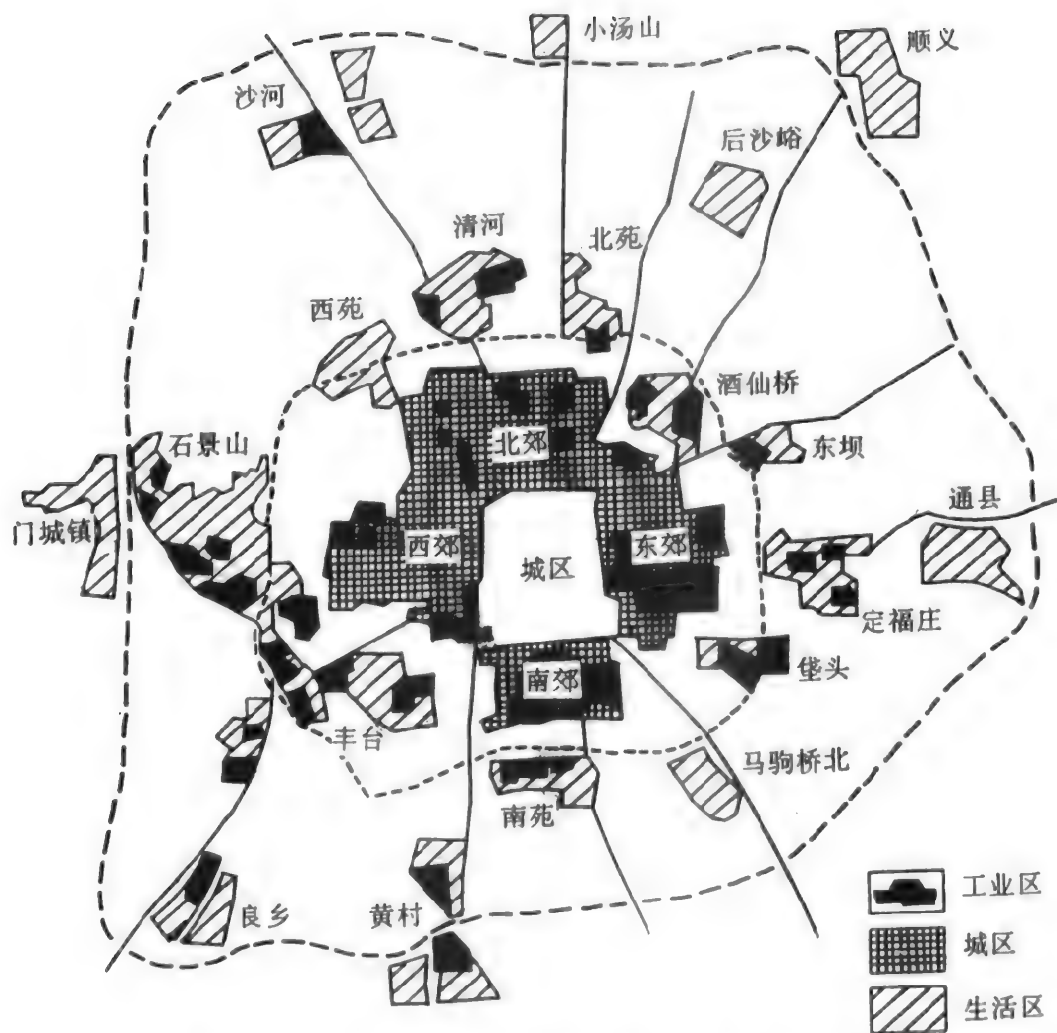 小汤山
顺义
沙河
后沙峪
清河
北苑
西苑
酒仙桥
石景山
北郊
东坝
门城镇
西郊
城区
东郊
通县
定福庄
南郊
垡头
丰台
马驹桥北
南苑
良乡
黄村
工业区
城区
生活区